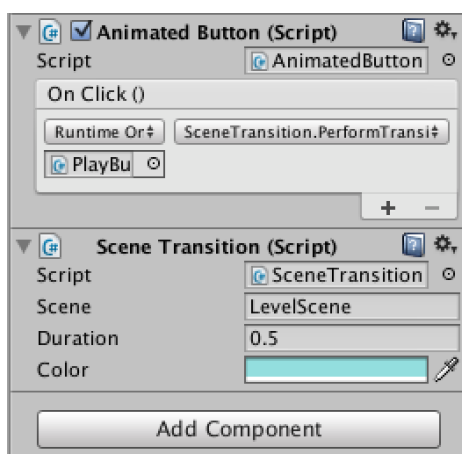 Animated Button (Script)
Script AnimatedButton
On Click ()
Runtime Or SceneTransition.PerformTransi
PlayBu
Scene Transition (Script)
Script SceneTransition
Scene LevelScene
Duration 0.5
Color
Add Component